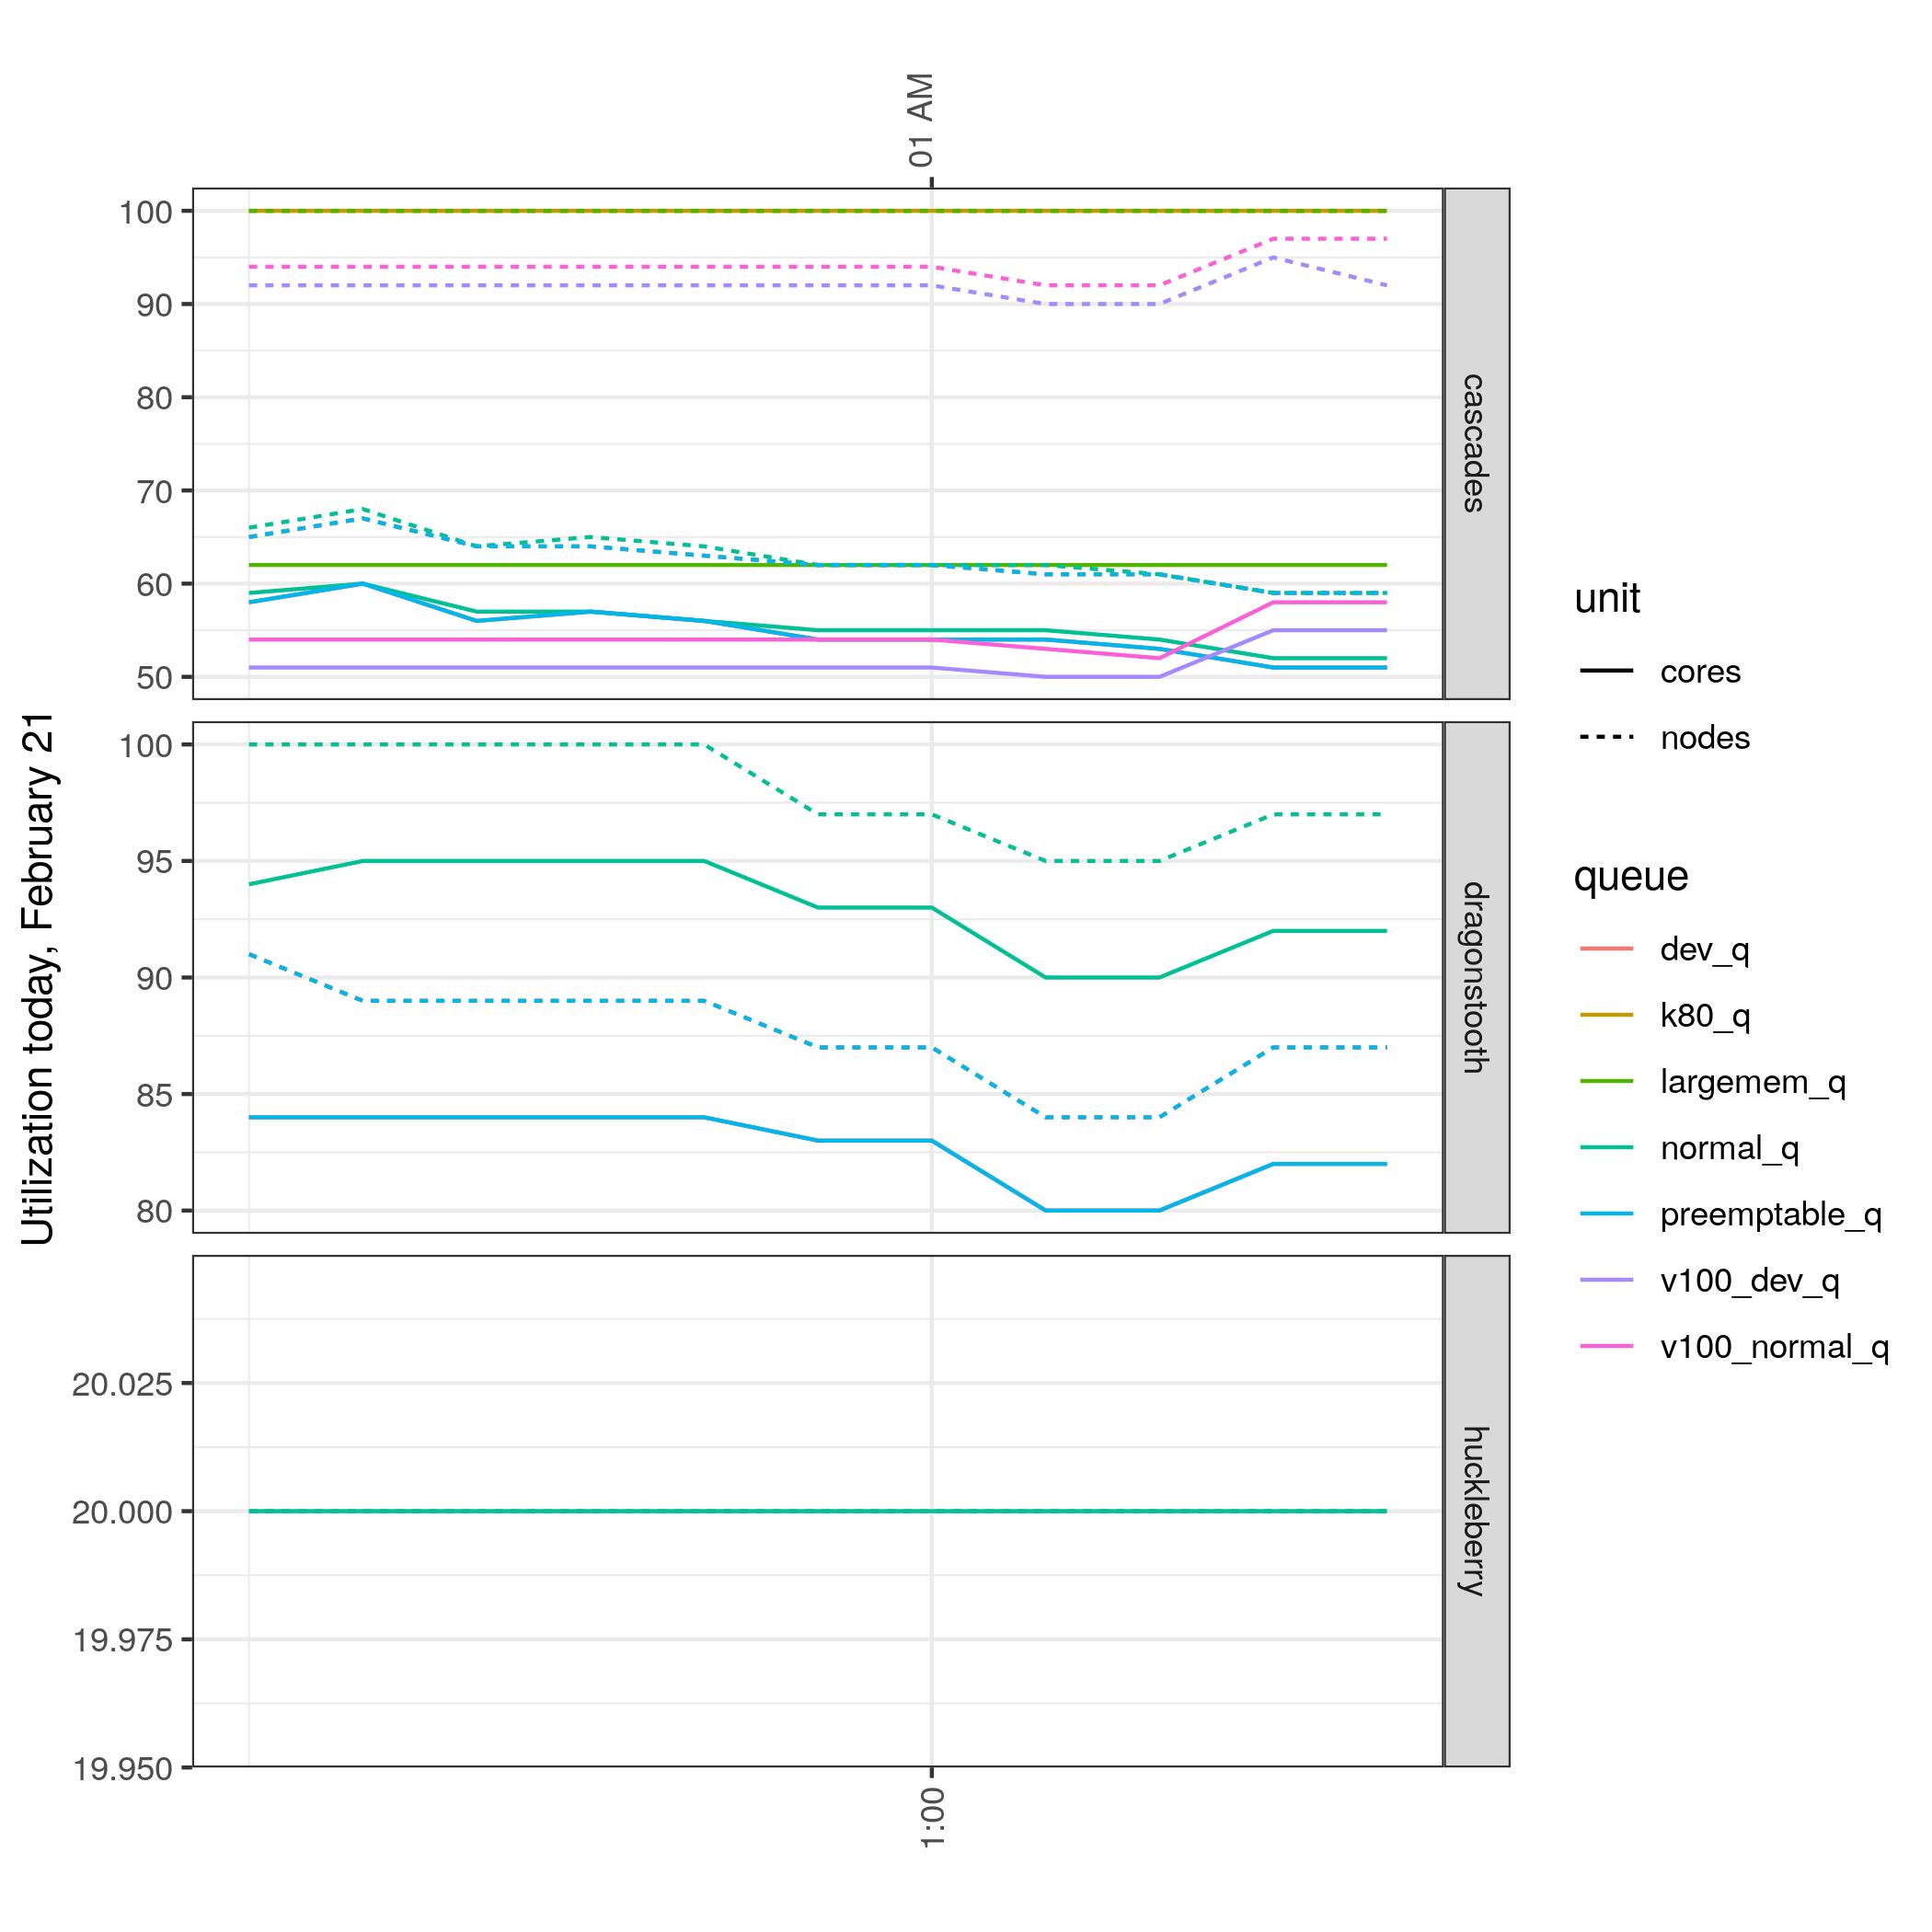 01 AM
100
90
80
70
60
50
cascades
100
95
90
85
80
dragonstooth
20.025
20.000
19.975
19.950
huckleberry
1:00
Utilization today, February 21
unit
cores
nodes
queue
dev_q
k80_q
largemem_q
normal_q
preemptable_q
v100_dev_q
v100_normal_q